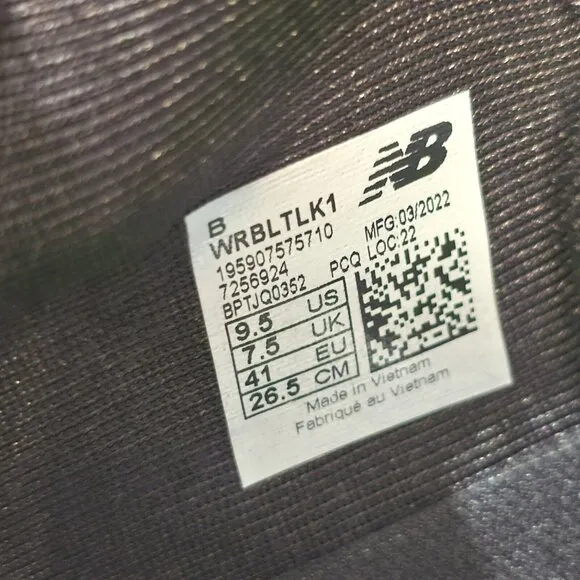 NB
B
WRBLTLK1
195907575710
7256924
BPTJQ0352 PCQ
MFG:03/2022
LOC:22
9.5 US
7.5 UK
41 EU
26.5 CM
Made in Vietnam
Fabriqué au Vietnam